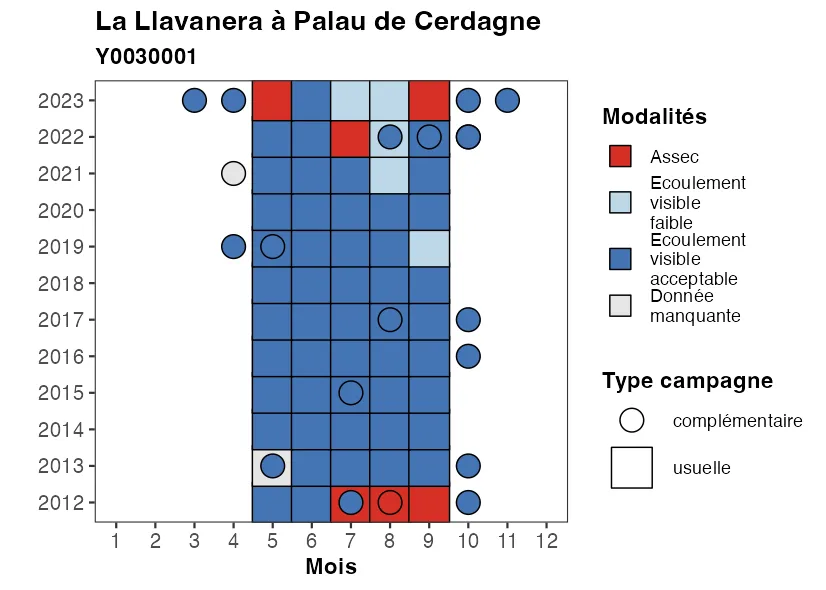 La Llavanera à Palau de Cerdagne
Y0030001
2023
2022
2021
2020
2019
2018
2017
2016
2015
2014
2013
2012
1 2 3 4 5 6 7 8 9 10 11 12
Mois
Modalités
Assec
Ecoulement
visible
faible
Ecoulement
visible
acceptable
Donnée
manquante
Type campagne
complémentaire
usuelle